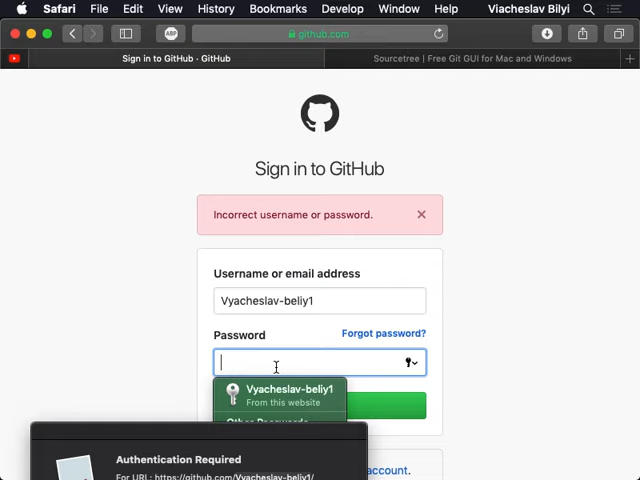 Safari File Edit View History Bookmarks Develop Window Help Viacheslav Bilyi
ABP github.com
Sign in to GitHub · GitHub Sourcetree | Free Git GUI for Mac and Windows
Sign in to GitHub
Incorrect username or password.
Username or email address
Vyacheslav-beliy1
Password Forgot password?
Vyacheslav-beliy1
From this website
Other Passwords
Authentication Required
account.
For URL: https://github.com/Vyacheslav-beliy1/